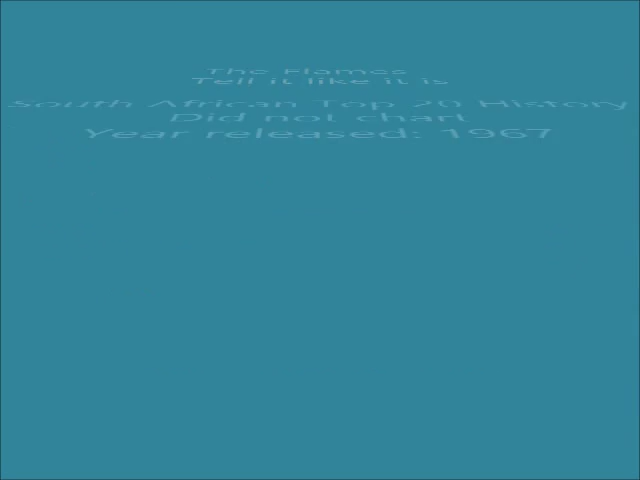 The Flames
Tell it like it is
South African Top 20 History
Did not chart
Year released: 1967